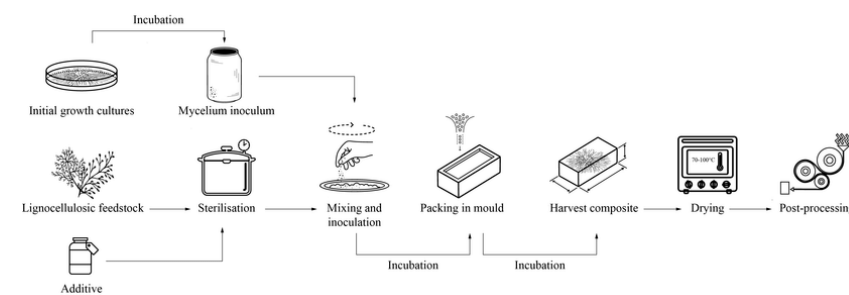 Incubation
Initial growth cultures
Mycelium inoculum
70-100°C
Lignocellulosic feedstock
Sterilisation
Mixing and
inoculation
Packing in mould
Harvest composite
Drying
Post-processing
Incubation
Incubation
Additive